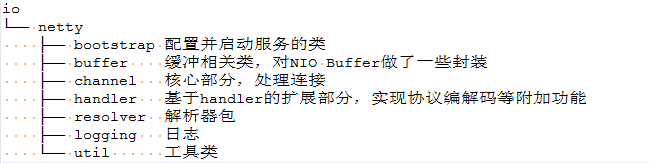 io
└── netty
├── bootstrap 配置并启动服务的类
├── buffer 缓冲相关类，对NIO Buffer做了一些封装
├── channel 核心部分，处理连接
├── handler 基于handler的扩展部分，实现协议编解码等附加功能
├── resolver 解析器包
├── logging 日志
└── util 工具类